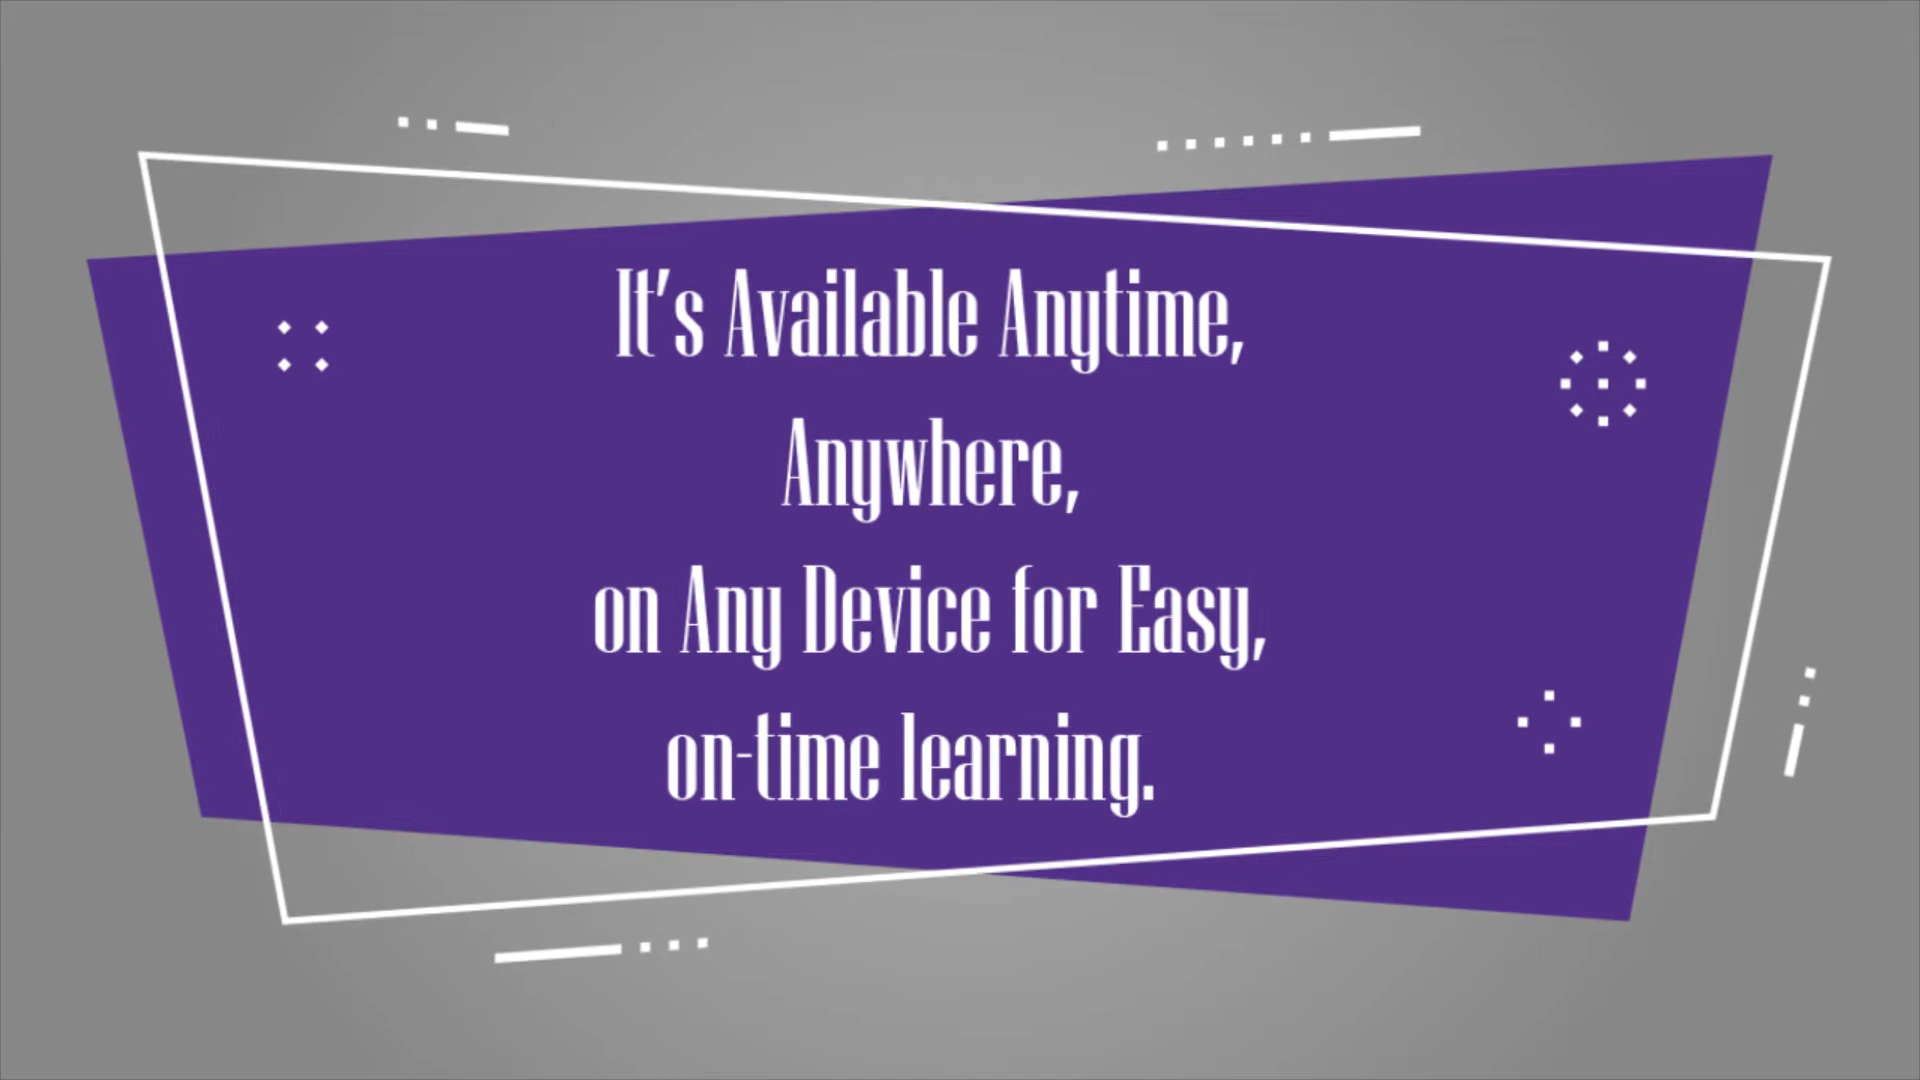 It's Available Anytime,
Anywhere,
on Any Device for Easy,
on-time learning.